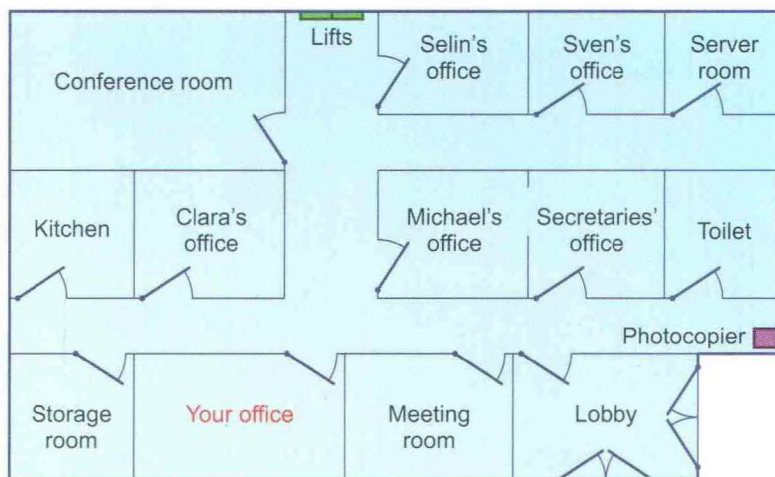 Lifts
Conference room
Selin's
office
Sven's
office
Server
room
Kitchen
Clara's
office
Michael's
office
Secretaries'
office
Toilet
Photocopier
Storage
room
Your office
Meeting
room
Lobby